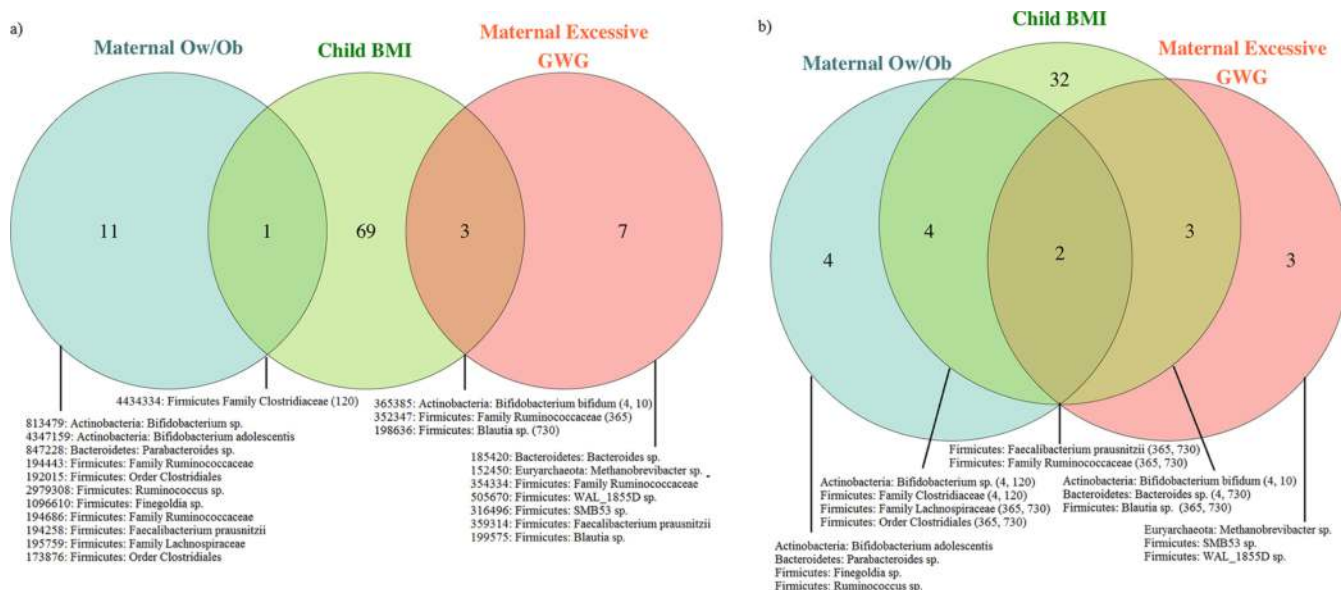 a)
Maternal Ow/Ob
Child BMI
Maternal Excessive
GWG
11
1
69
3
7
4434334: Firmicutes Family Clostridiaceae (120)
813479: Actinobacteria: Bifidobacterium sp.
4347159: Actinobacteria: Bifidobacterium adolescentis
847228: Bacteroidetes: Parabacteroides sp.
194443: Firmicutes: Family Ruminococcaceae
192015: Firmicutes: Order Clostridiales
2979308: Firmicutes: Ruminococcus sp.
1096610: Firmicutes: Finegoldia sp.
194686: Firmicutes: Family Ruminococcaceae
194258: Firmicutes: Faecalibacterium prausnitzii
195759: Firmicutes: Family Lachnospiraceae
173876: Firmicutes: Order Clostridiales
365385: Actinobacteria: Bifidobacterium bifidum (4, 10)
352347: Firmicutes: Family Ruminococcaceae (365)
198636: Firmicutes: Blautia sp. (730)
185420: Bacteroidetes: Bacteroides sp.
152450: Euryarchaeota: Methanobrevibacter sp.
354334: Firmicutes: Family Ruminococcaceae
505670: Firmicutes: WAL_1855D sp.
316496: Firmicutes: SMB53 sp.
359314: Firmicutes: Faecalibacterium prausnitzii
199575: Firmicutes: Blautia sp.
b)
Child BMI
Maternal Ow/Ob
Maternal Excessive
GWG
32
4
4
2
3
3
Firmicutes: Faecalibacterium prausnitzii (365, 730)
Firmicutes: Family Ruminococcaceae (365, 730)
Actinobacteria: Bifidobacterium sp. (4, 120)
Firmicutes: Family Clostridiaceae (4, 120)
Firmicutes: Family Lachnospiraceae (365, 730)
Firmicutes: Order Clostridiales (365, 730)
Actinobacteria: Bifidobacterium bifidum (4, 10)
Bacteroidetes: Bacteroides sp. (4, 730)
Firmicutes: Blautia sp. (365, 730)
Actinobacteria: Bifidobacterium adolescentis
Bacteroidetes: Parabacteroides sp.
Firmicutes: Finegoldia sp.
Firmicutes: Ruminococcus sp.
Euryarchaeota: Methanobrevibacter sp.
Firmicutes: SMB53 sp.
Firmicutes: WAL_1855D sp.